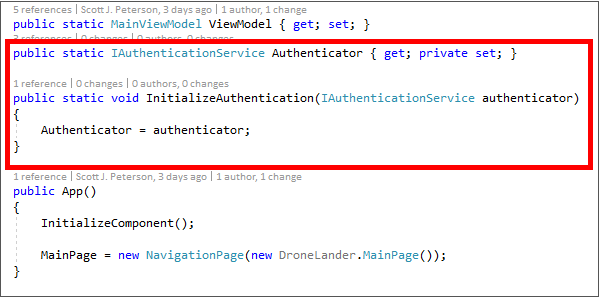 5 references | Scott J. Peterson, 3 days ago | 1 author, 1 change
public static MainViewModel ViewModel { get; set; }
3 references | 0 changes | 0 authors, 0 changes
public static IAuthenticationService Authenticator { get; private set; }
1 reference | 0 changes | 0 authors, 0 changes
public static void InitializeAuthentication(IAuthenticationService authenticator)
{
Authenticator = authenticator;
}
1 reference | Scott J. Peterson, 3 days ago | 1 author, 1 change
public App()
{
InitializeComponent();
MainPage = new NavigationPage(new DroneLander.MainPage());
}